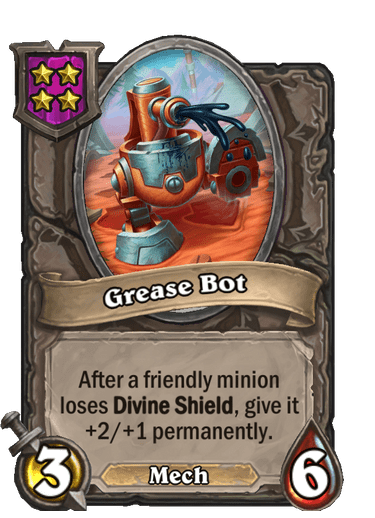 Grease Bot
After a friendly minion
loses Divine Shield, give it
+2/+1 permanently.
3
Mech
6